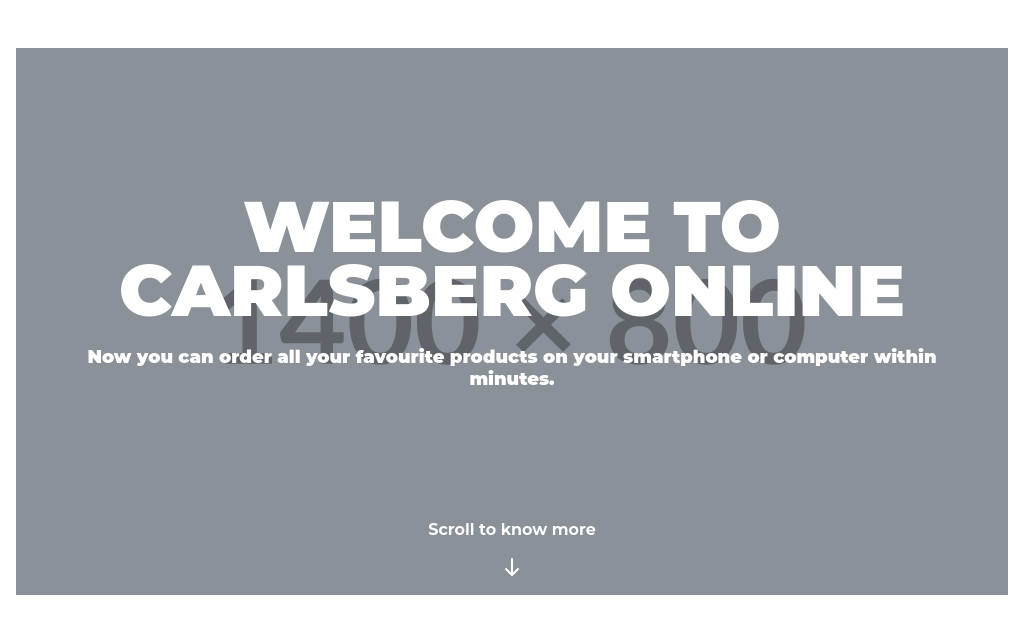 WELCOME TO
CARLSBERG ONLINE
1400 × 800
Now you can order all your favourite products on your smartphone or computer within
minutes.
Scroll to know more